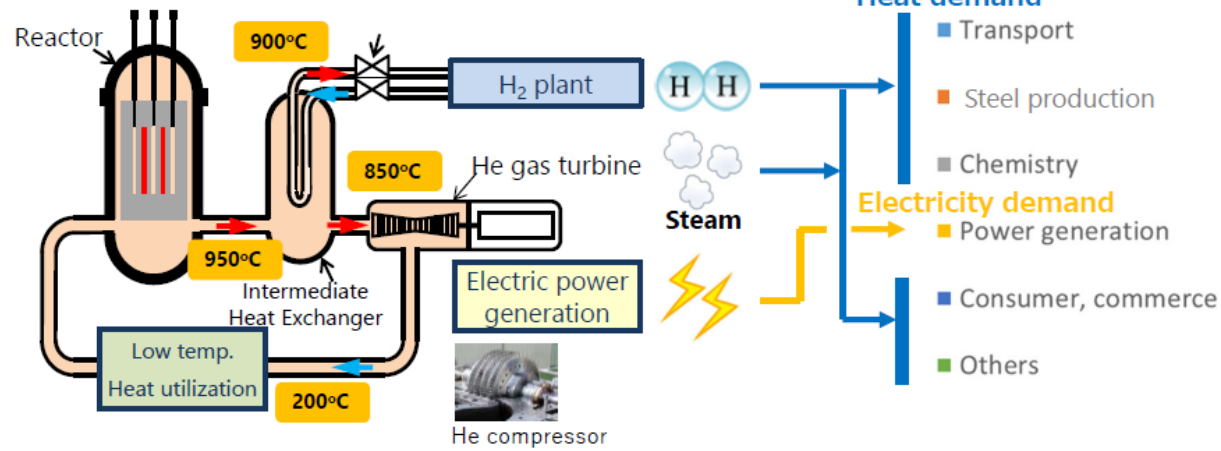 Heat demand
Reactor
900°C
H₂ plant
H H
Transport
Steel production
Chemistry
850°C
He gas turbine
Steam
Electricity demand
Power generation
950°C
Intermediate
Heat Exchanger
Electric power
generation
Consumer, commerce
Low temp.
Heat utilization
200°C
Others
He compressor